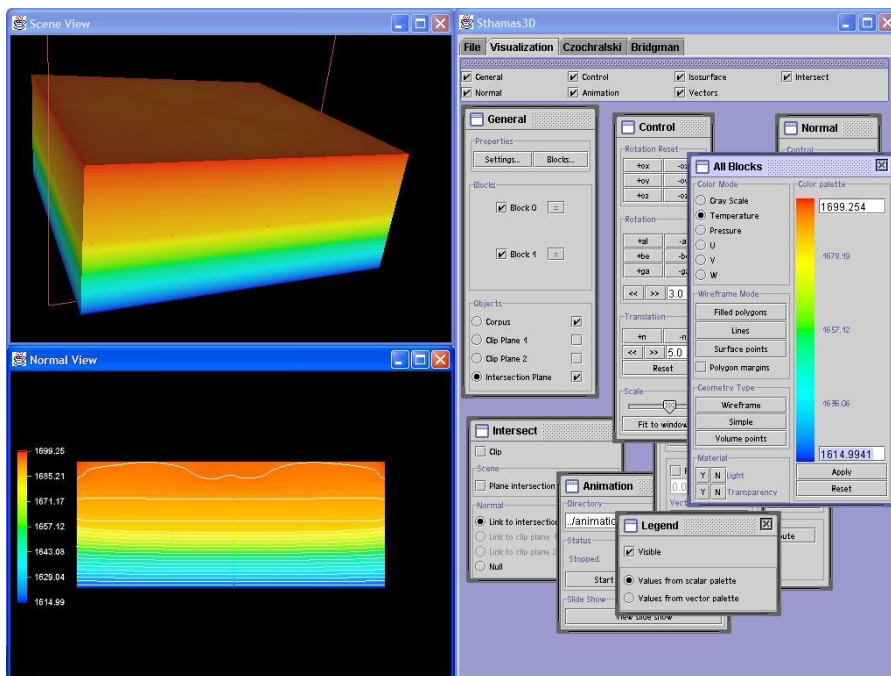 Scene View
Sthamas3D
File Visualization Czochralski Bridgman
General Control Isosurface Intersect
Normal Animation Vectors
General
Properties
Settings... Blocks...
Blocks
Block 0 =
Block 1 =
Objects
Corpus
Clip Plane 1
Clip Plane 2
Intersection Plane
Control
Rotation Reset
+ox -ox
+oy -oy
+oz -oz
Rotation
+al -a
+be -be
+ga -ga
<< >> 3.0
Translation
+n -n
<< >> 5.0
Reset
Scale
Fit to window
Normal
Control
All Blocks
Color Mode
Gray Scale
Temperature
Pressure
U
V
W
Wireframe Mode
Filled polygons
Lines
Surface points
Polygon margins
Geometry Type
Wireframe
Simple
Volume points
Material
Y N Light
Y N Transparency
Color palette
1699.254
1678.19
1657.12
1636.06
1614.9941
Apply
Reset
Normal View
1699.25
1685.21
1671.17
1657.12
1643.08
1629.04
1614.99
Intersect
Clip
Scene
Plane intersection
Normal
Link to intersection
Link to clip plane 1
Link to clip plane 2
Null
Animation
Directory
../animatio
Status
Stopped.
Start
Slide Show
View slide show
Legend
Visible
Values from scalar palette
Values from vector palette